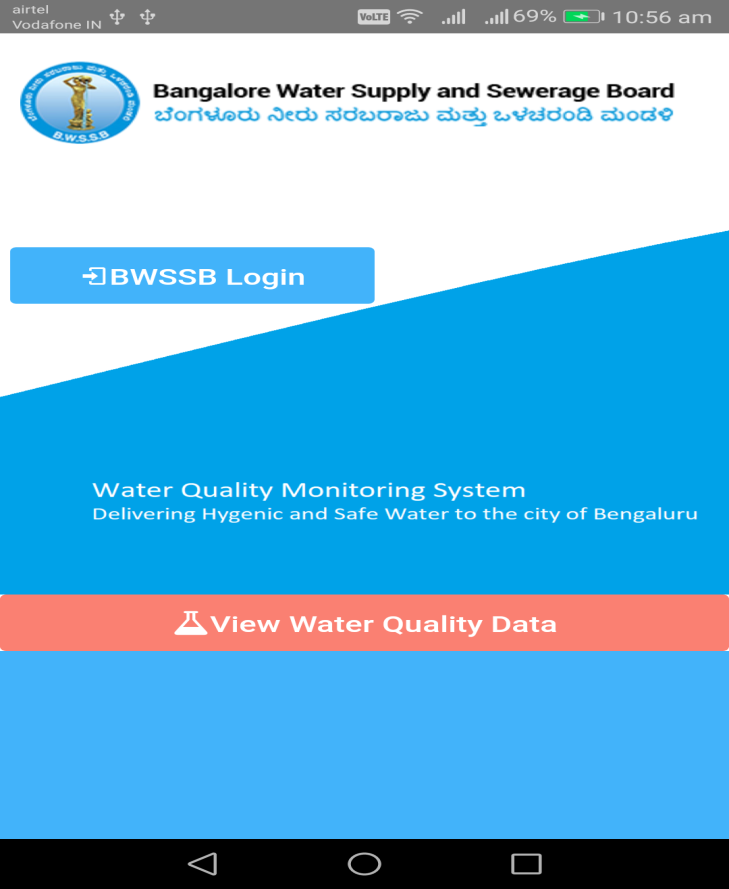 airtel
Vodafone IN
VoLTE
69%
10:56 am
Bangalore Water Supply and Sewerage Board
ಬೆಂಗಳೂರು ನೀರು ಸರಬರಾಜು ಮತ್ತು ಒಳಚರಂಡಿ ಮಂಡಳಿ
B.W.S.S.B
BWSSB Login
Water Quality Monitoring System
Delivering Hygenic and Safe Water to the city of Bengaluru
View Water Quality Data